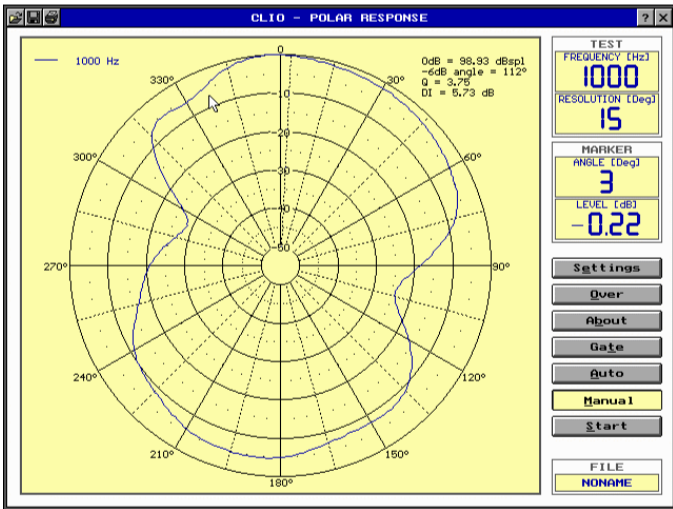 CLIO - POLAR RESPONSE
? ×
1000 Hz
0dB = 98.93 dBspl
-6dB angle = 112°
Q = 3.75
DI = 5.73 dB
0
30°
60°
90°
120°
150°
180°
210°
240°
270°
300°
330°
-10
-20
-30
-40
-50
TEST
FREQUENCY [Hz]
1000
RESOLUTION [Deg]
15
MARKER
ANGLE [Deg]
3
LEVEL [dB]
-0.22
Settings
Over
About
Gate
Auto
Manual
Start
FILE
NONAME